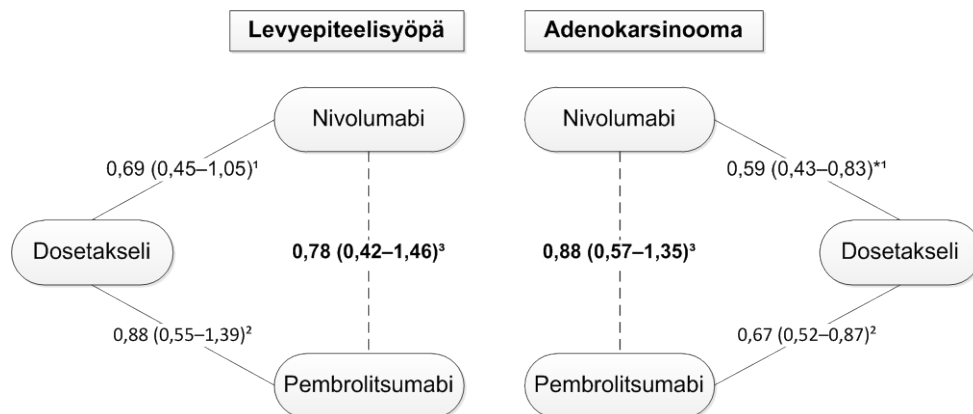 Levyepiteelisyöpä
Adenokarsinooma
Nivolumabi
Nivolumabi
0,69 (0,45–1,05)¹
0,59 (0,43–0,83)*¹
Dosetakseli
0,78 (0,42–1,46)³
0,88 (0,57–1,35)³
Dosetakseli
0,88 (0,55–1,39)²
0,67 (0,52–0,87)²
Pembrolitsumabi
Pembrolitsumabi